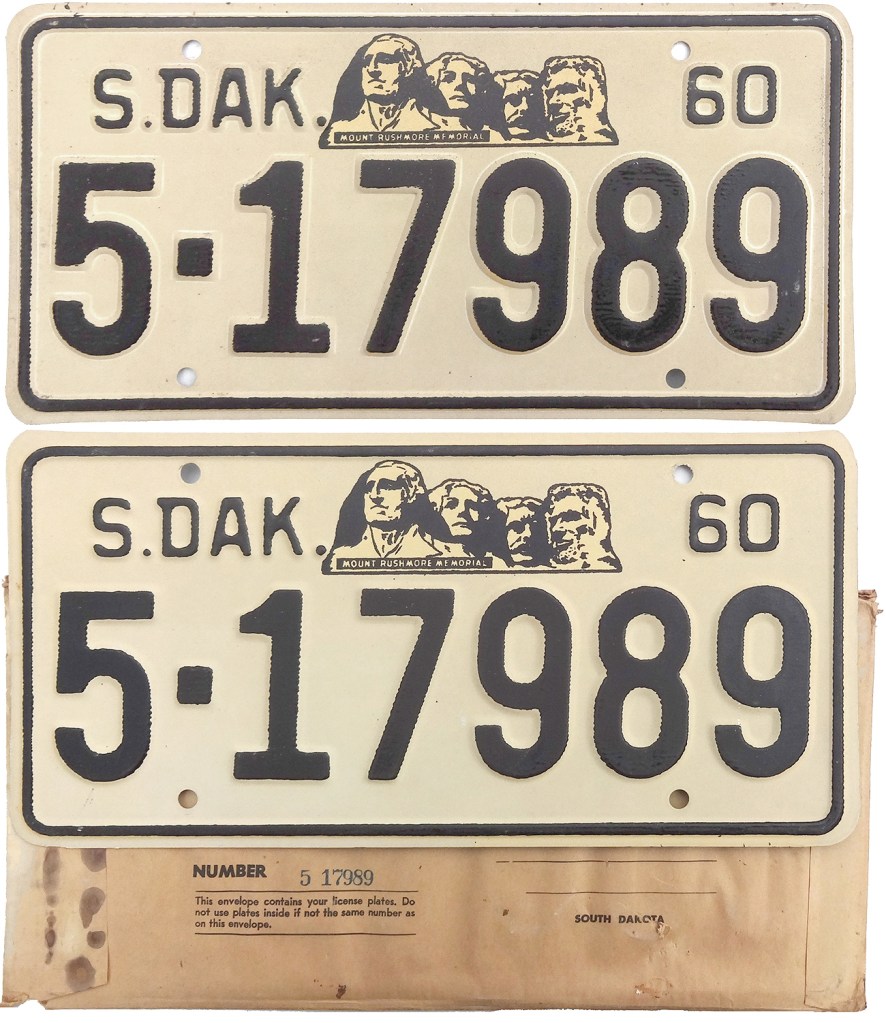 S.DAK. 60
MOUNT RUSHMORE MEMORIAL
5-17989
S.DAK. 60
MOUNT RUSHMORE MEMORIAL
5-17989
NUMBER 5 17989
This envelope contains your license plates. Do
not use plates inside if not the same number as
on this envelope.
SOUTH DAKOTA